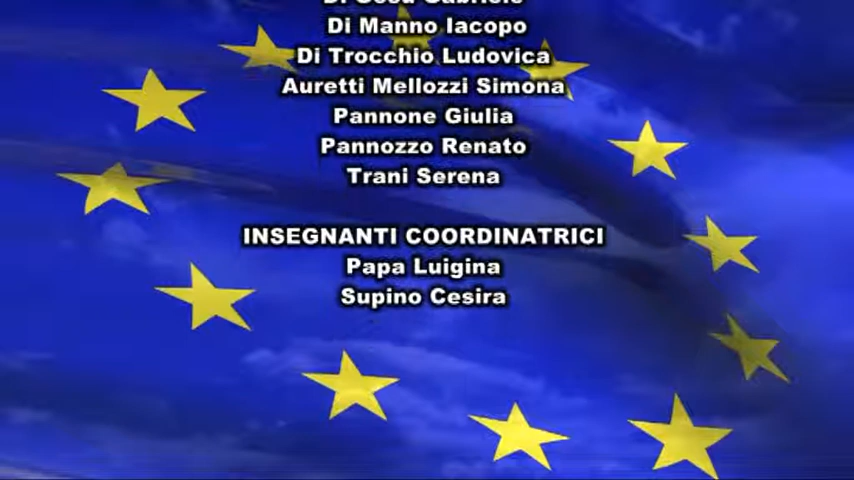 Di Manno Iacopo
Di Trocchio Ludovica
Auretti Mellozzi Simona
Pannone Giulia
Pannozzo Renato
Trani Serena
INSEGNANTI COORDINATRICI
Papa Luigina
Supino Cesira